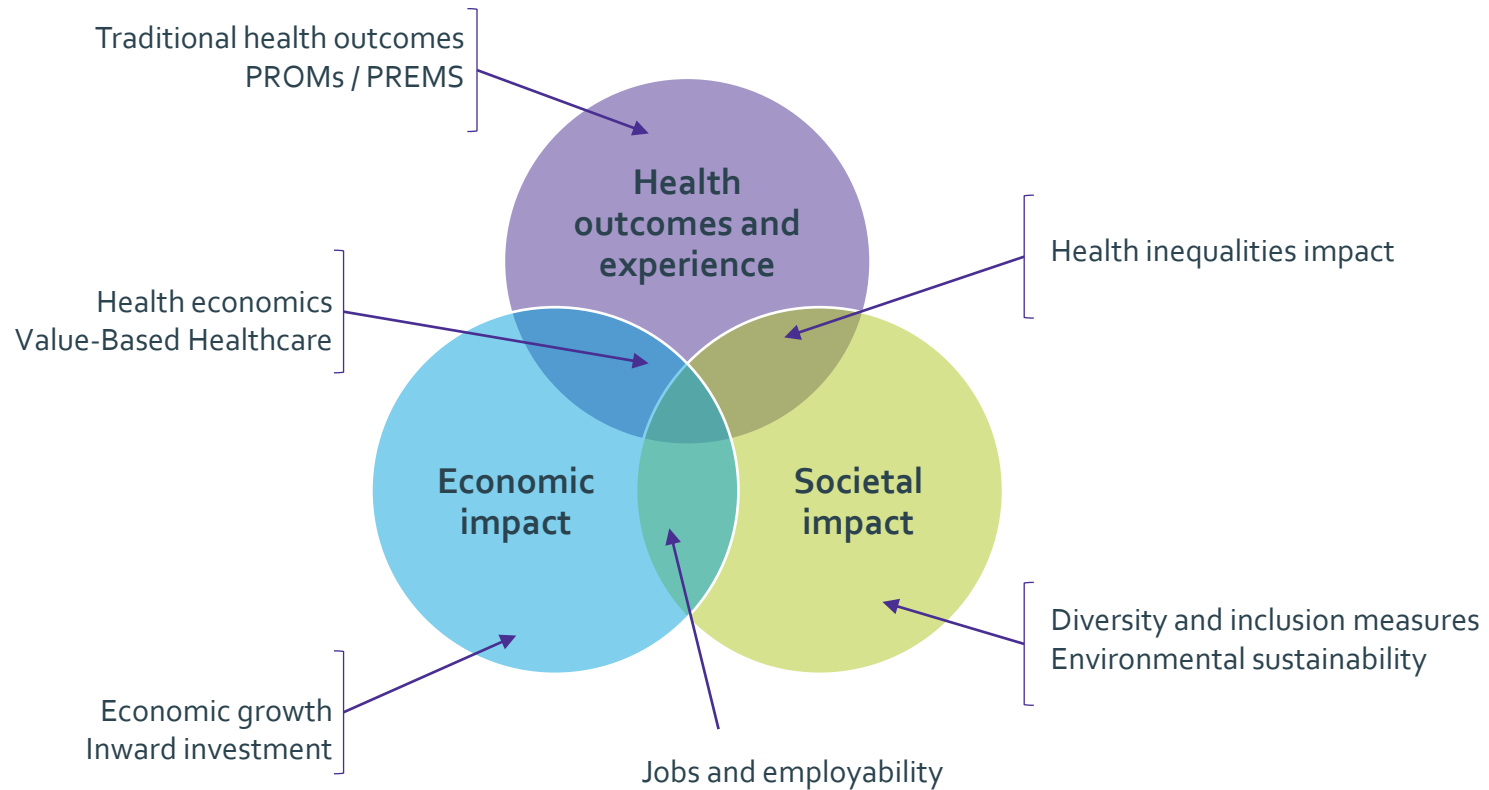 Traditional health outcomes
PROMs / PREMS
Health
outcomes and
experience
Health inequalities impact
Health economics
Value-Based Healthcare
Economic
impact
Societal
impact
Diversity and inclusion measures
Environmental sustainability
Economic growth
Inward investment
Jobs and employability